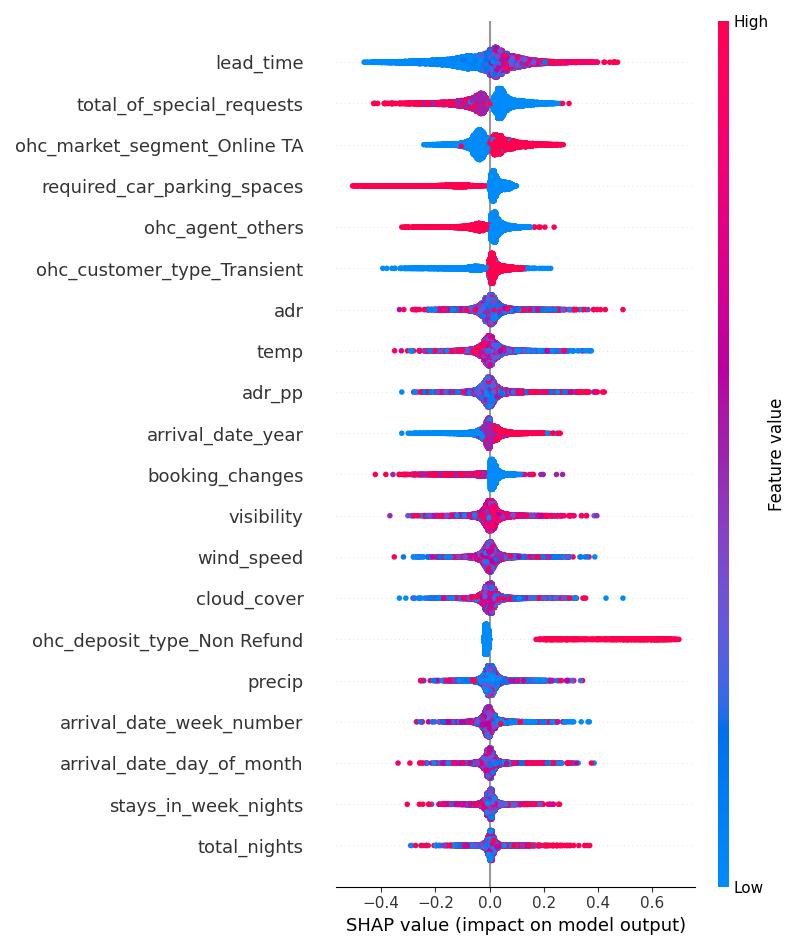 High
lead_time
total_of_special_requests
ohc_market_segment_Online TA
required_car_parking_spaces
ohc_agent_others
ohc_customer_type_Transient
adr
temp
adr_pp
arrival_date_year
booking_changes
visibility
wind_speed
cloud_cover
ohc_deposit_type_Non Refund
precip
arrival_date_week_number
arrival_date_day_of_month
stays_in_week_nights
total_nights
Feature value
Low
−0.4 −0.2 0.0 0.2 0.4 0.6
SHAP value (impact on model output)